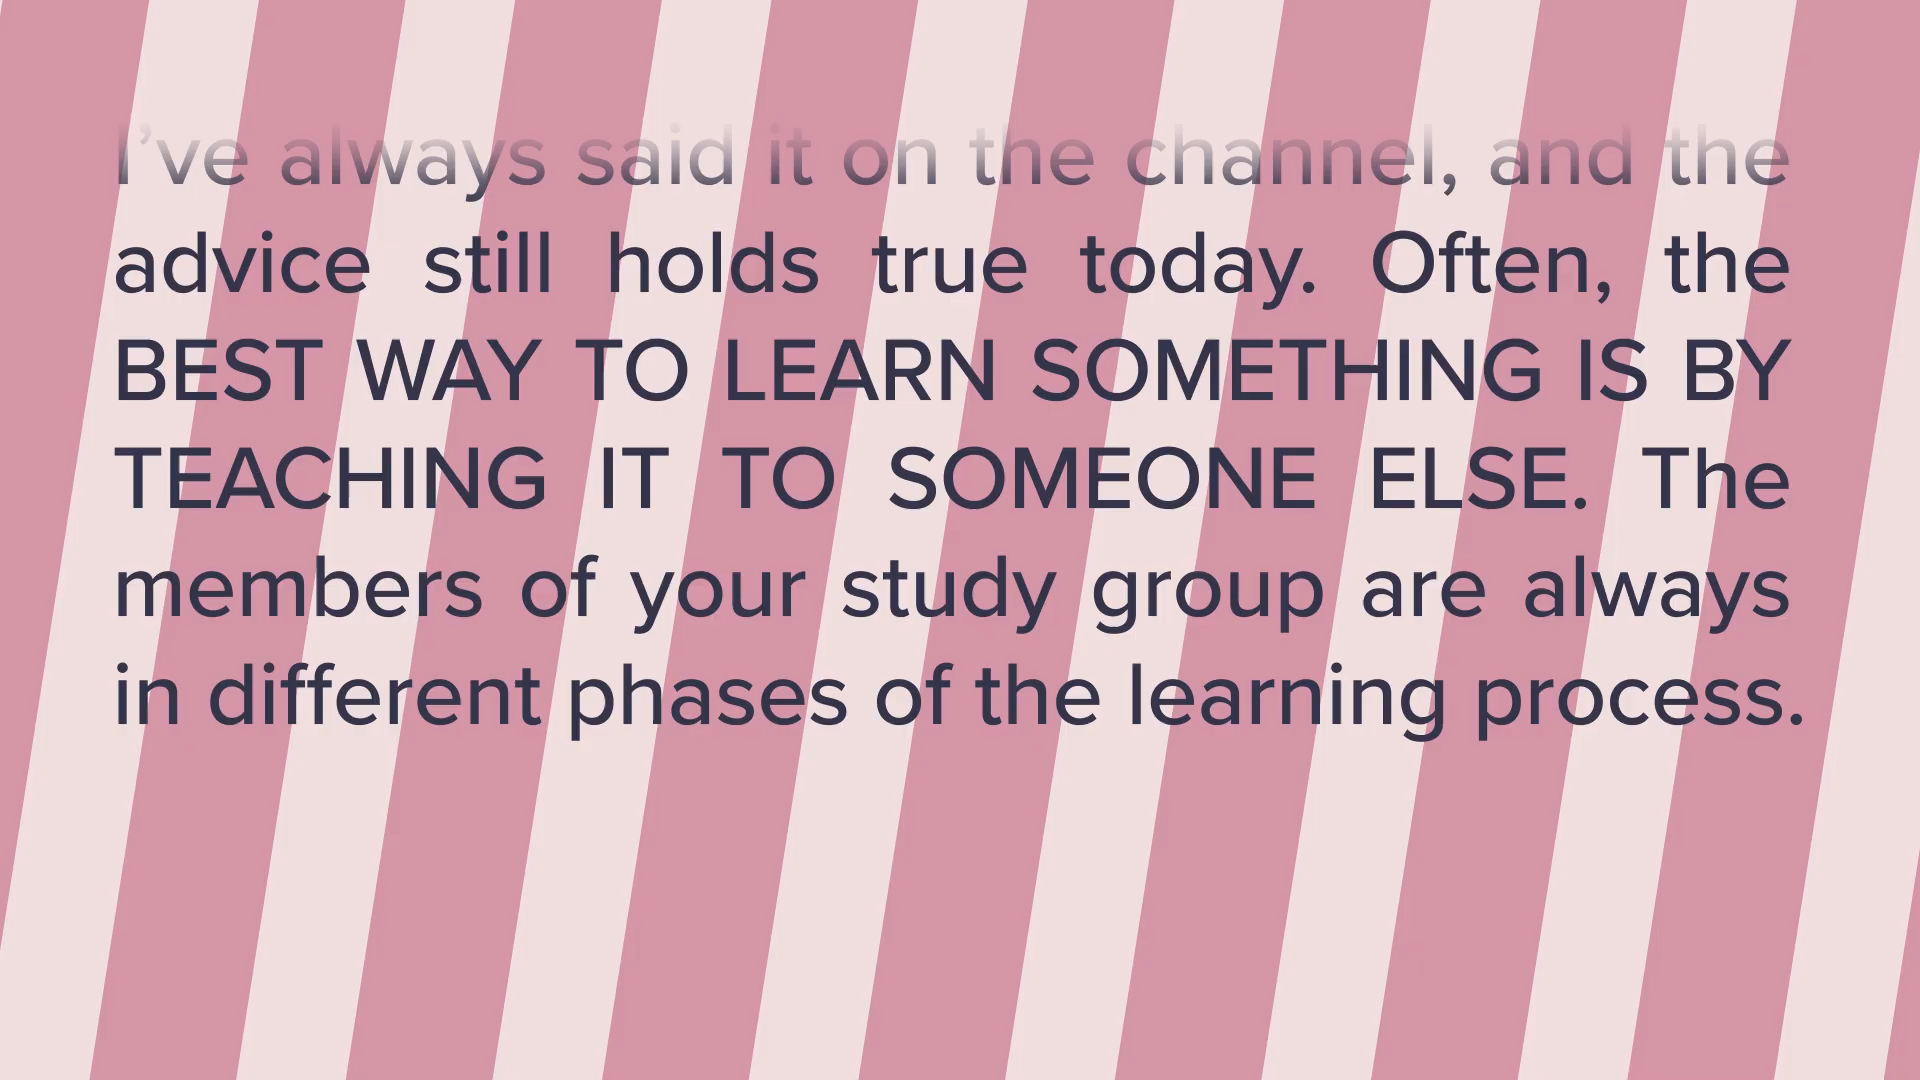 I’ve always said it on the channel, and the
advice still holds true today. Often, the
BEST WAY TO LEARN SOMETHING IS BY
TEACHING IT TO SOMEONE ELSE. The
members of your study group are always
in different phases of the learning process.